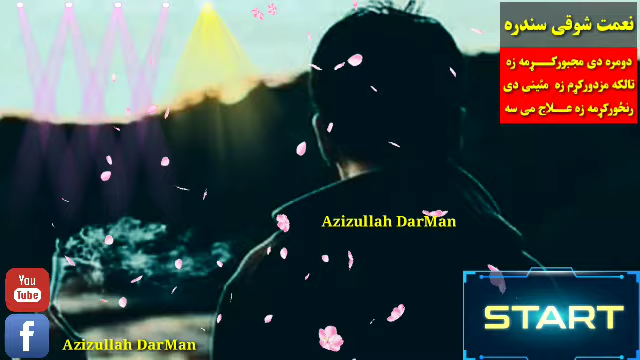 نعمت شوقی سندره
دومره دی مجبورکــــړمه زه
تالکه مزدورکړم زه مئینی دی
رنځورکړمه زه عـــلاج می سه
Azizullah DarMan
You
Tube
START
f
Azizullah DarMan